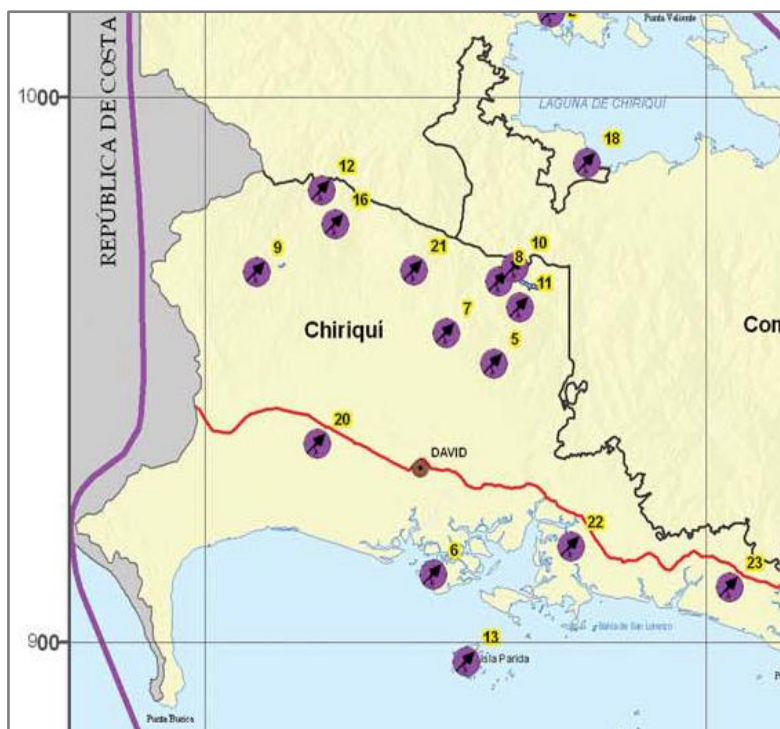 2
Punta Valiente
REPÚBLICA DE COSTA
1000
LAGUNA DE CHIRIQUÍ
18
12
16
9
21
10
8
11
7
Chiriquí
5
Com
20
DAVID
22
6
23
Bahía de San Lorenzo
900
13
Isla Parida
Punta Burica
P